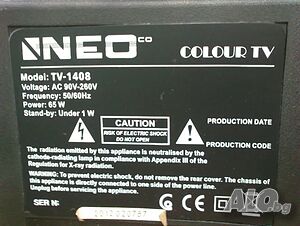 NEO CO
COLOUR TV
Model: TV-1408
Voltage: AC 90V-260V
Frequency: 50/60Hz
Power: 65 W
Stand-by: Under 1 W
CAUTION
RISK OF ELECTRIC SHOCK
DO NOT OPEN
PRODUCTION DATE
PRODUCTION CODE
The radiation emitted by this appliance is neutralised by the
cathode-radiating lamp in compliance with Appendix III of the
Regulation for X-ray radiation.
WARNING: To prevent electric shock, do not remove the rear cover. The chassis of
this appliance is directly connected to one side of the power line.
Unplug before servicing the appliance.
SER №:
CE